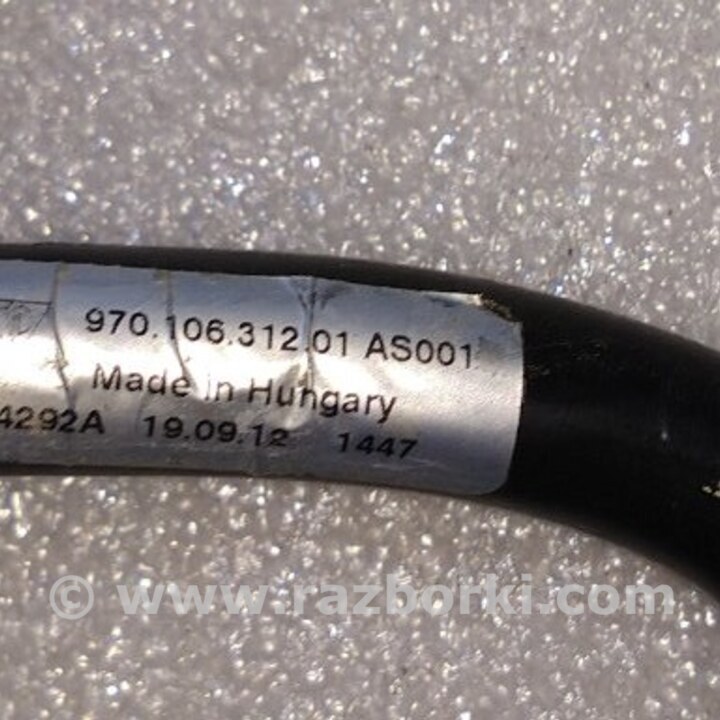 970.106.312.01 AS001
Made in Hungary
4292A 19.09.12 1447
© www.razborki.com